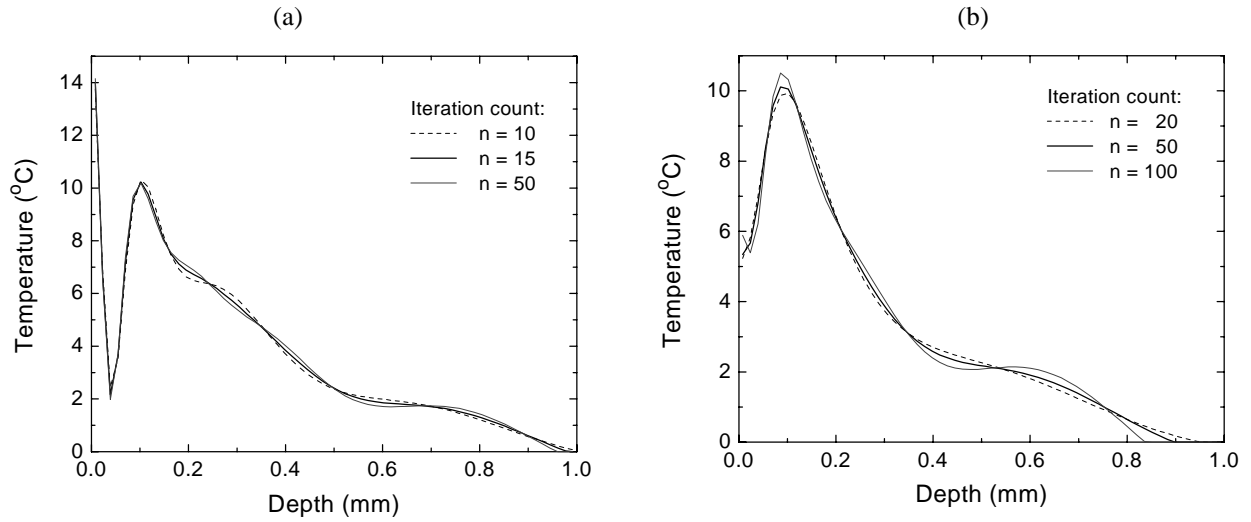 (a)
Temperature (°C)
14
12
10
8
6
4
2
0
Iteration count:
n = 10
n = 15
n = 50
0.0 0.2 0.4 0.6 0.8 1.0
Depth (mm)
(b)
Temperature (°C)
10
8
6
4
2
0
Iteration count:
n = 20
n = 50
n = 100
0.0 0.2 0.4 0.6 0.8 1.0
Depth (mm)